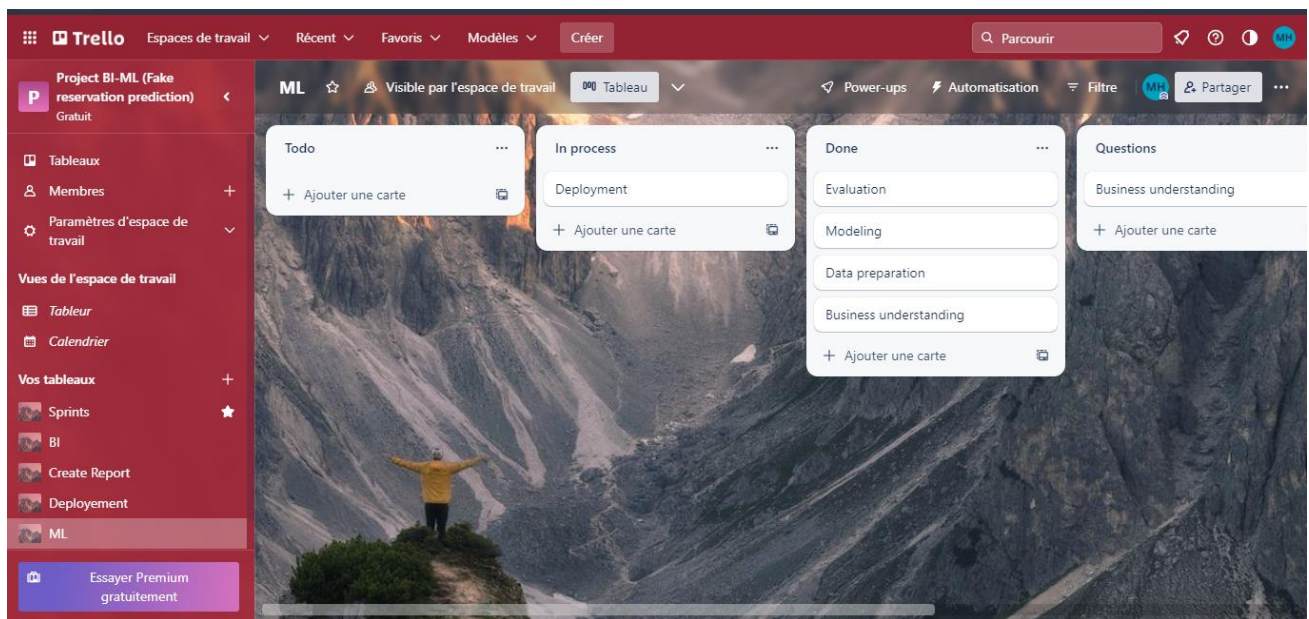 Trello
Espaces de travail
Récent
Favoris
Modèles
Créer
Parcourir
MH
P
Project BI-ML (Fake
reservation prediction)
Gratuit
Tableaux
Membres
Paramètres d'espace de
travail
Vues de l'espace de travail
Tableur
Calendrier
Vos tableaux
Sprints
BI
Create Report
Deployement
ML
Essayer Premium
gratuitement
ML
Visible par l'espace de travail
Tableau
Power-ups
Automatisation
Filtre
MH
Partager
Todo
+ Ajouter une carte
In process
Deployment
+ Ajouter une carte
Done
Evaluation
Modeling
Data preparation
Business understanding
+ Ajouter une carte
Questions
Business understanding
+ Ajouter une carte